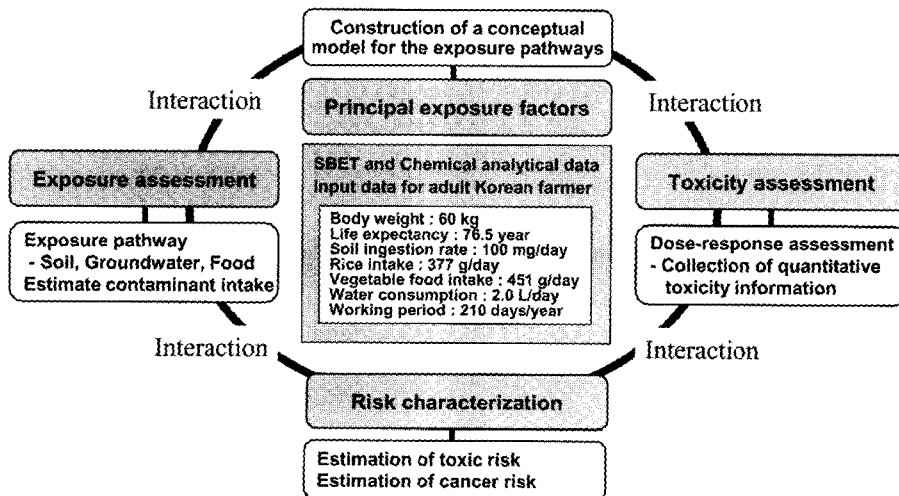 Construction of a conceptual
model for the exposure pathways
Interaction
Interaction
Principal exposure factors
SBET and Chemical analytical data
Input data for adult Korean farmer
Body weight : 60 kg
Life expectancy : 76.5 year
Soil ingestion rate : 100 mg/day
Rice intake : 377 g/day
Vegetable food intake : 451 g/day
Water consumption : 2.0 L/day
Working period : 210 days/year
Exposure assessment
Exposure pathway
- Soil, Groundwater, Food
Estimate contaminant intake
Toxicity assessment
Dose-response assessment
- Collection of quantitative
toxicity information
Interaction
Interaction
Risk characterization
Estimation of toxic risk
Estimation of cancer risk